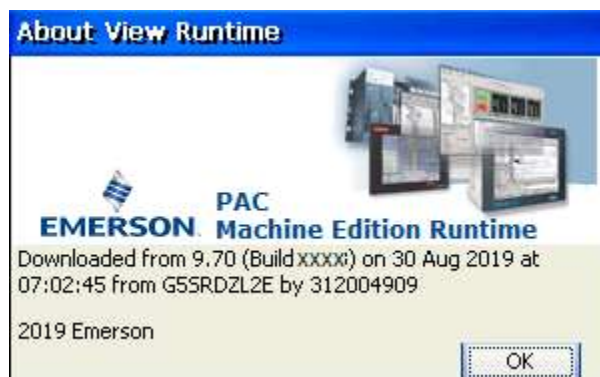 About View Runtime
EMERSON
PAC
Machine Edition Runtime
Downloaded from 9.70 (Build xxxx) on 30 Aug 2019 at
07:02:45 from G5SRDZL2E by 312004909
2019 Emerson
OK